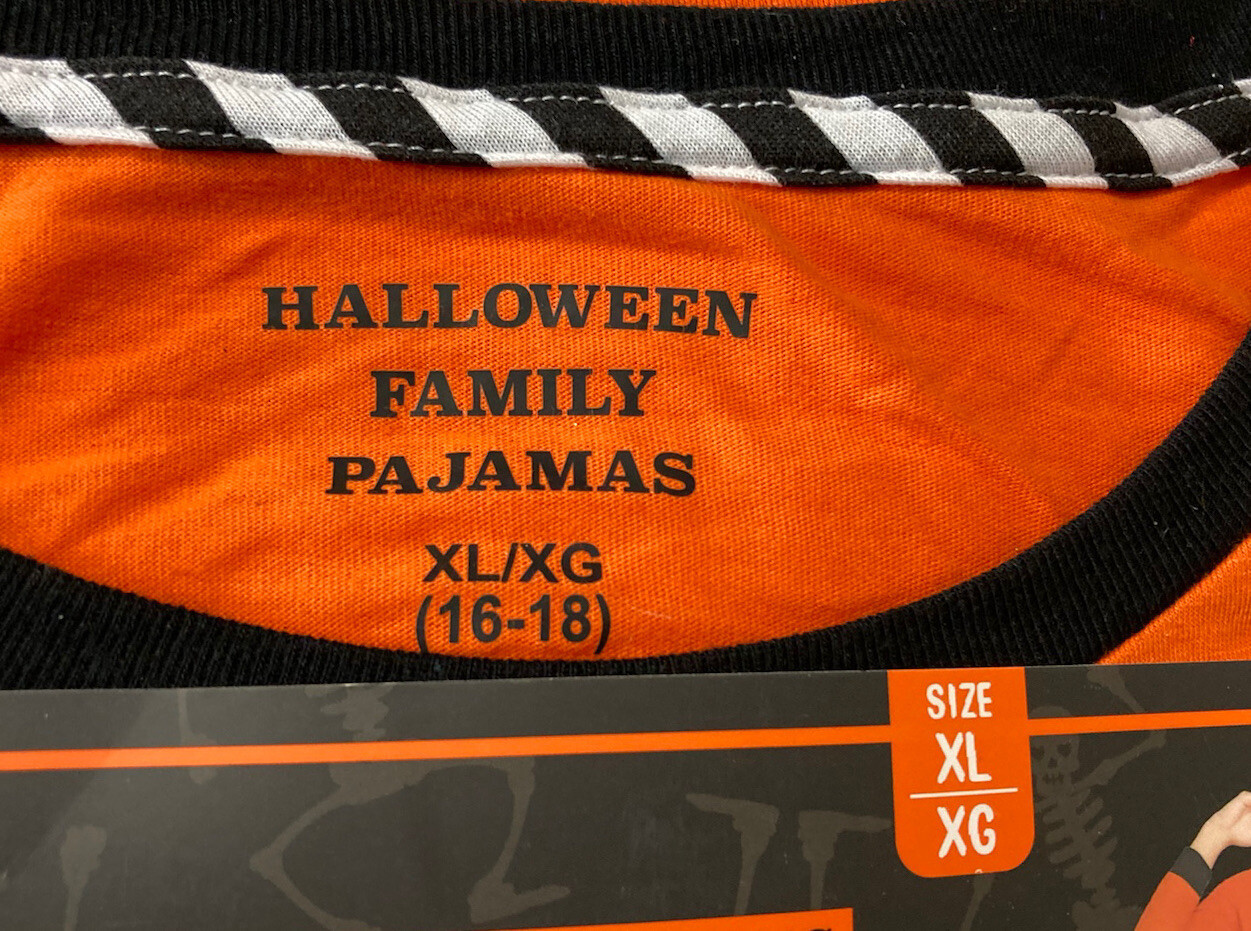 HALLOWEEN
FAMILY
PAJAMAS
XL/XG
(16-18)
SIZE
XL
XG